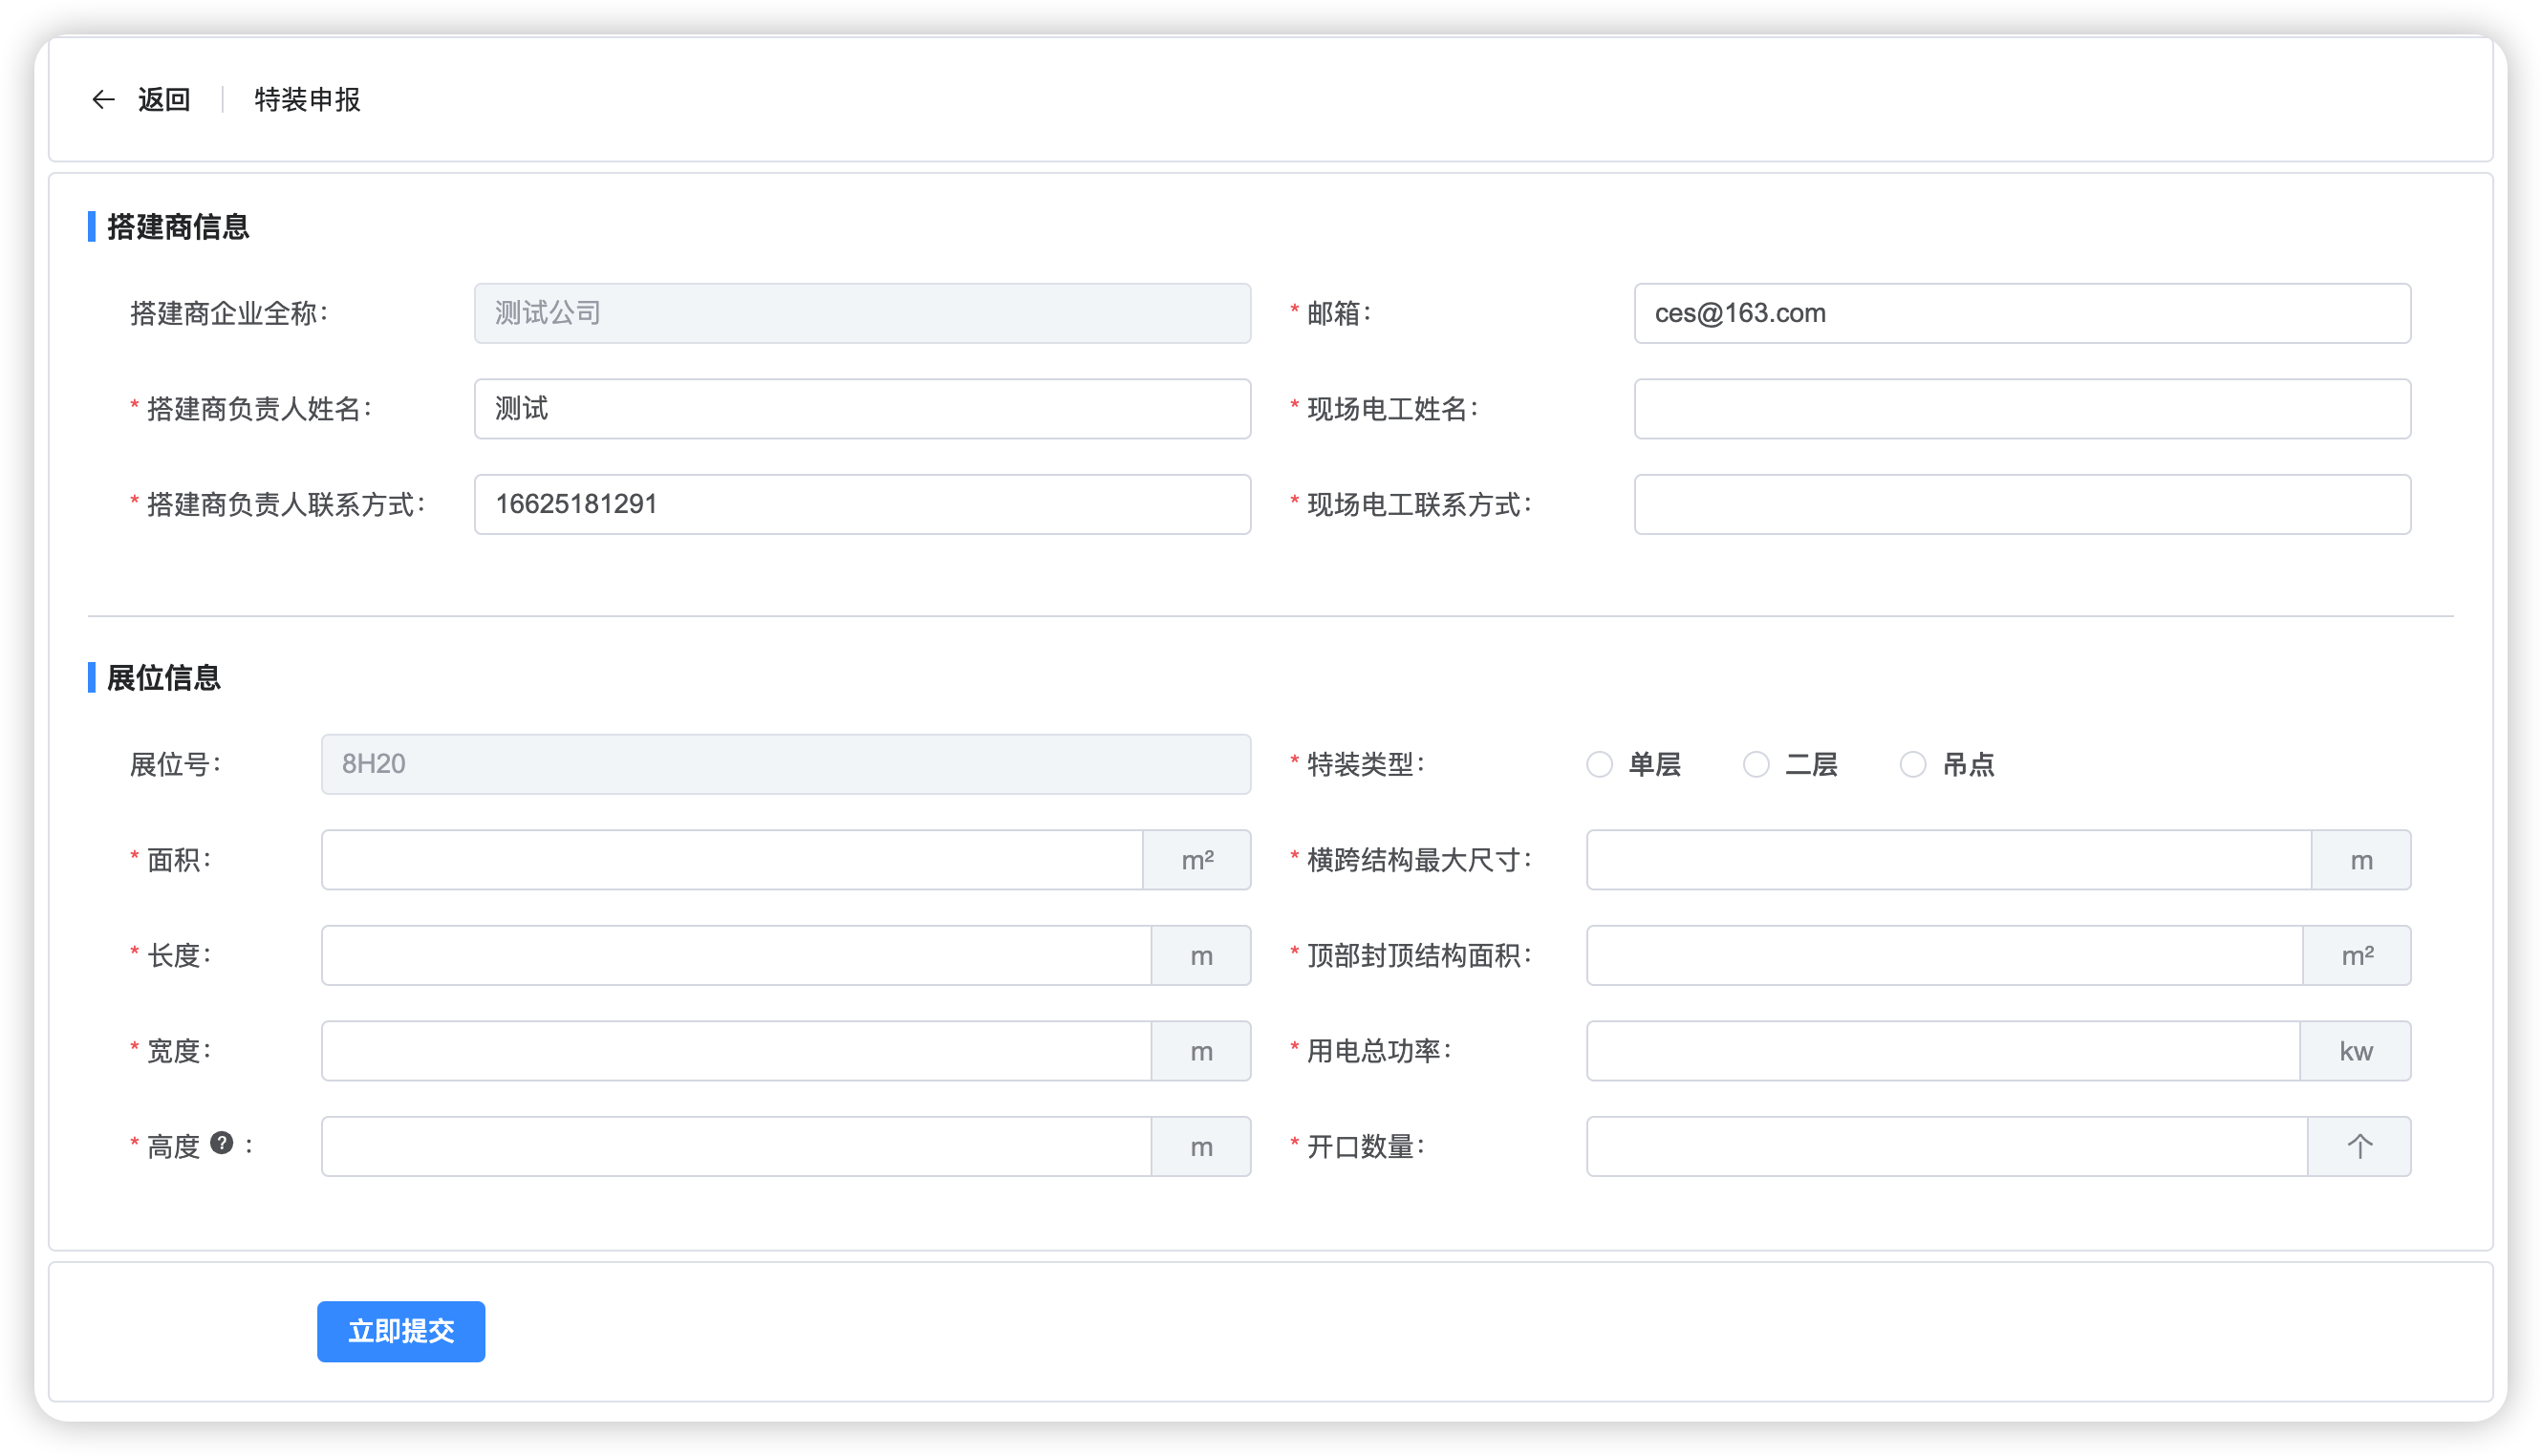 返回 特装申报
搭建商信息
搭建商企业全称： 测试公司 * 邮箱： ces@163.com
* 搭建商负责人姓名： 测试 * 现场电工姓名：
* 搭建商负责人联系方式： 16625181291 * 现场电工联系方式：
展位信息
展位号： 8H20 * 特装类型： 单层 二层 吊点
* 面积： m² * 横跨结构最大尺寸： m
* 长度： m * 顶部封顶结构面积： m²
* 宽度： m * 用电总功率： kw
* 高度 ? ： m * 开口数量： 个
立即提交